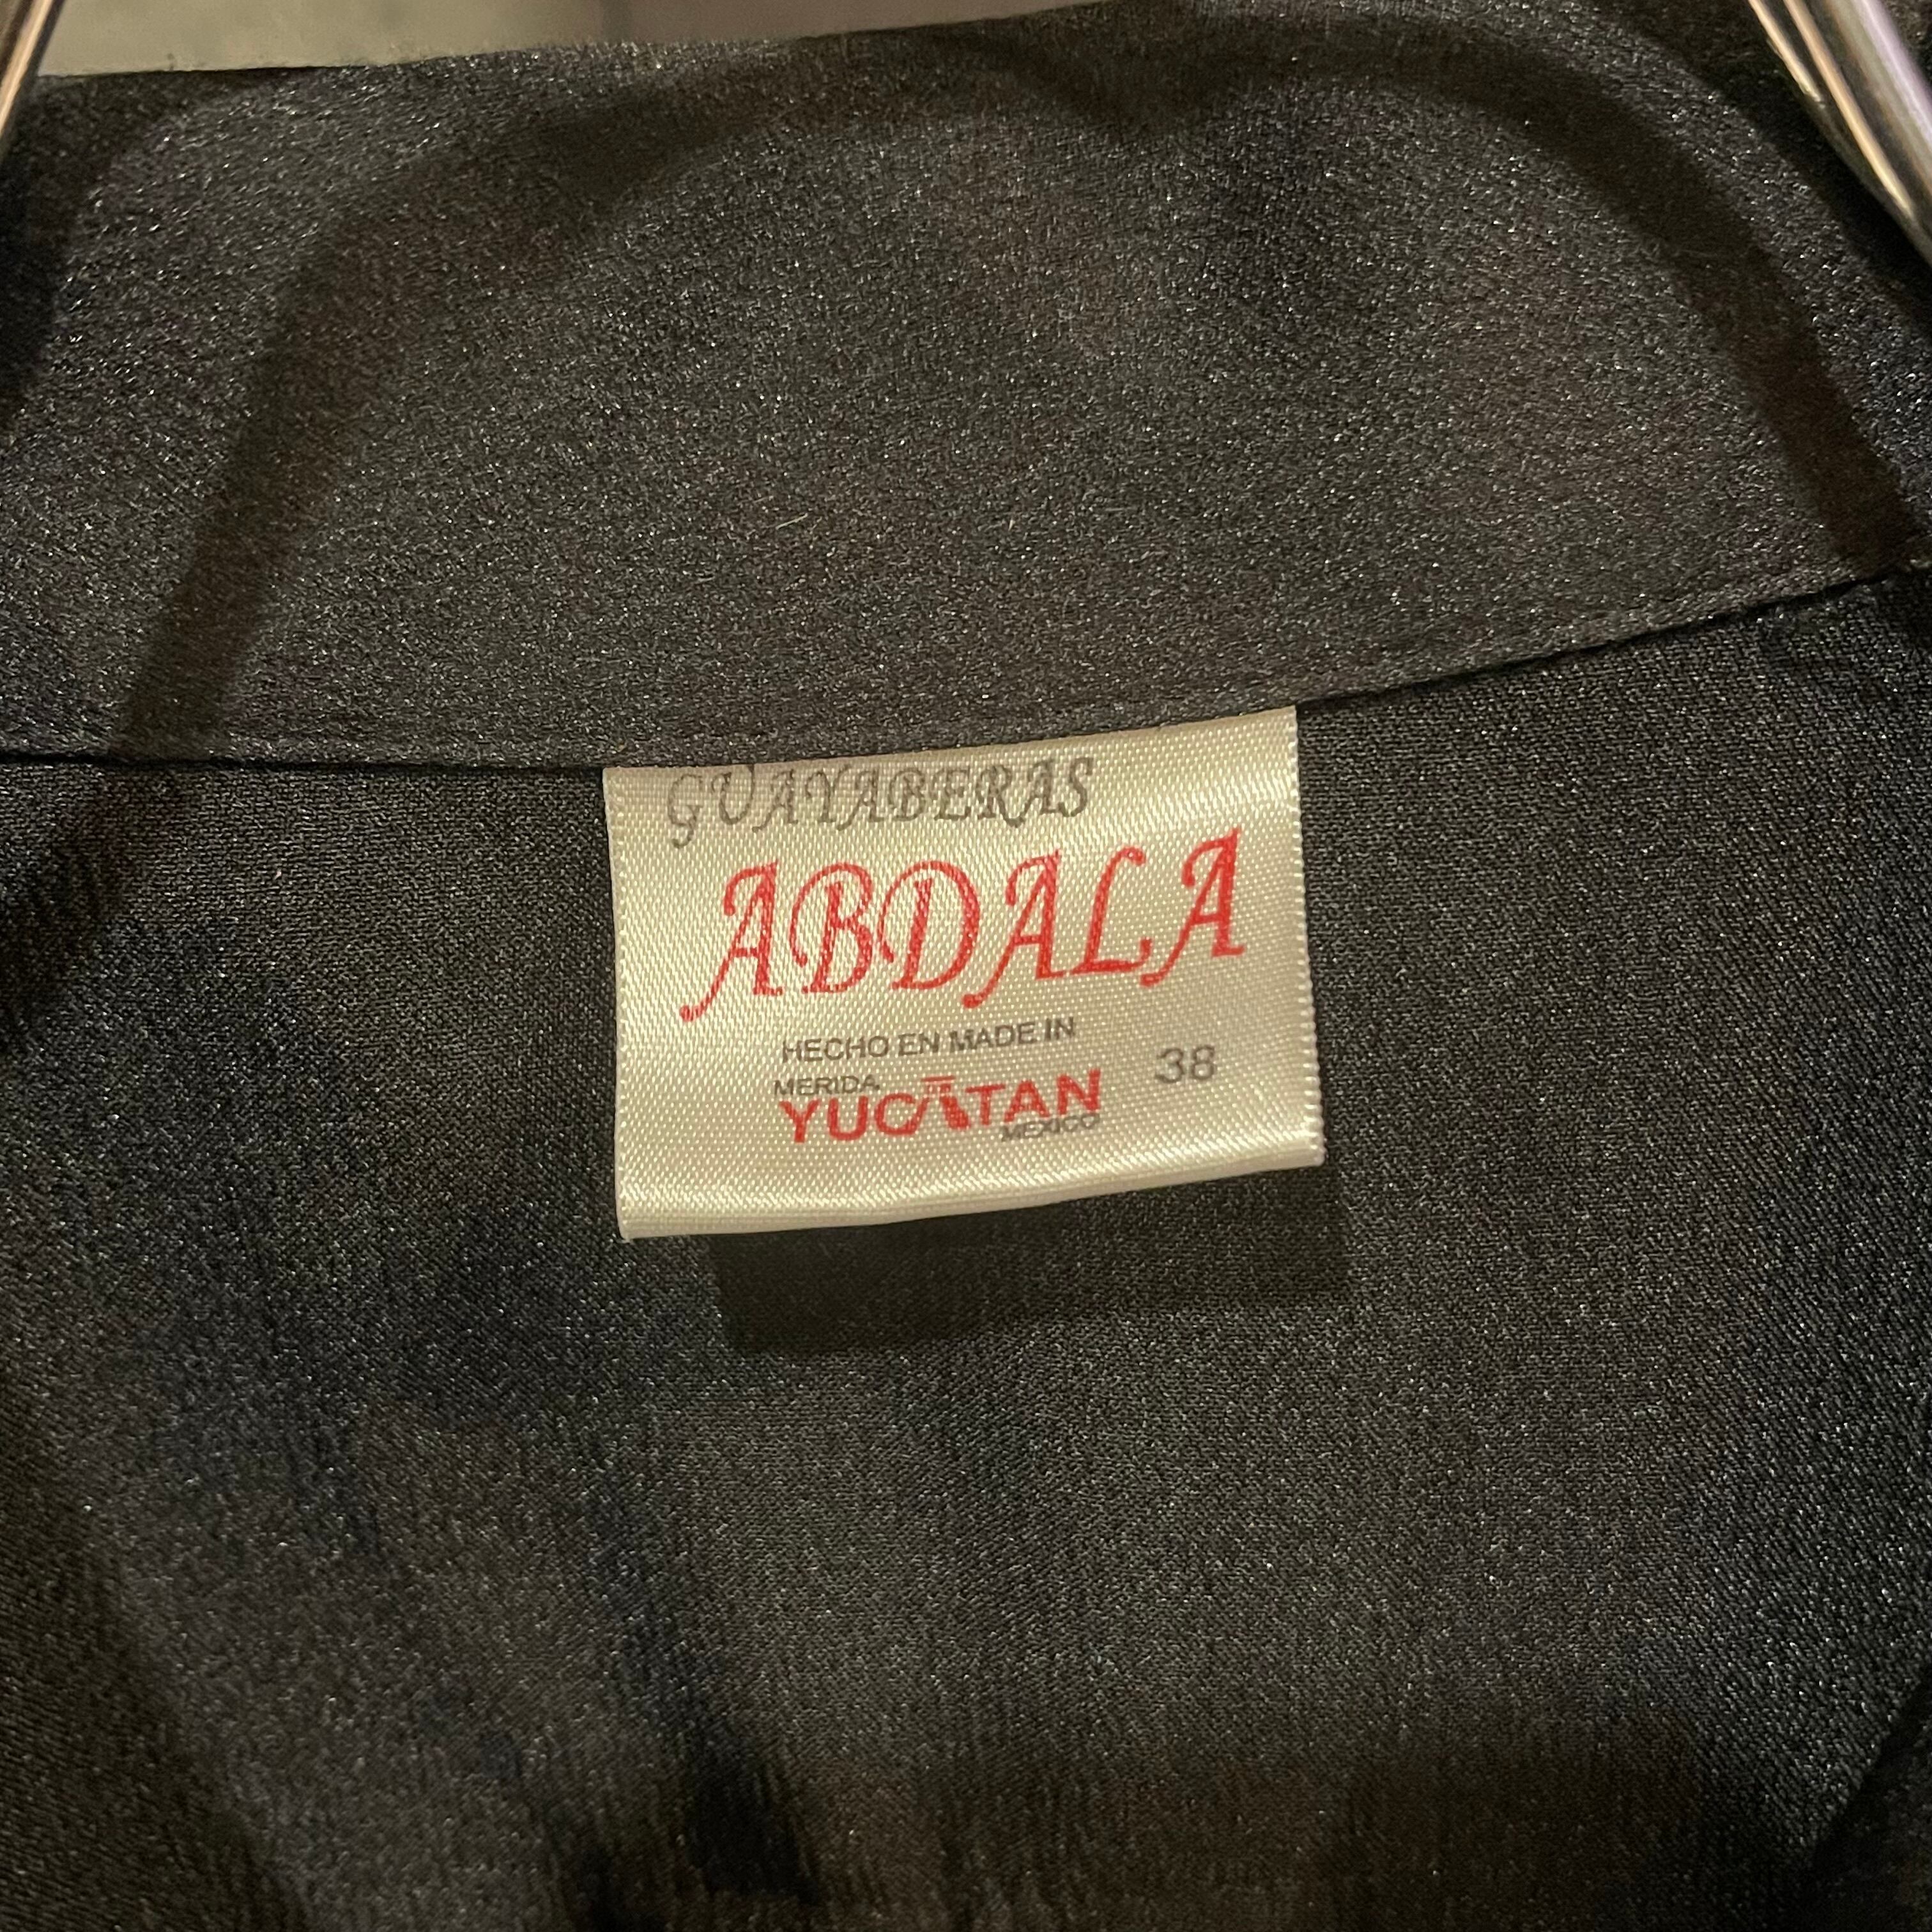 GUAYABERAS
ABDALA
HECHO EN MADE IN
38
MERIDA
YUCATAN
MEXICO